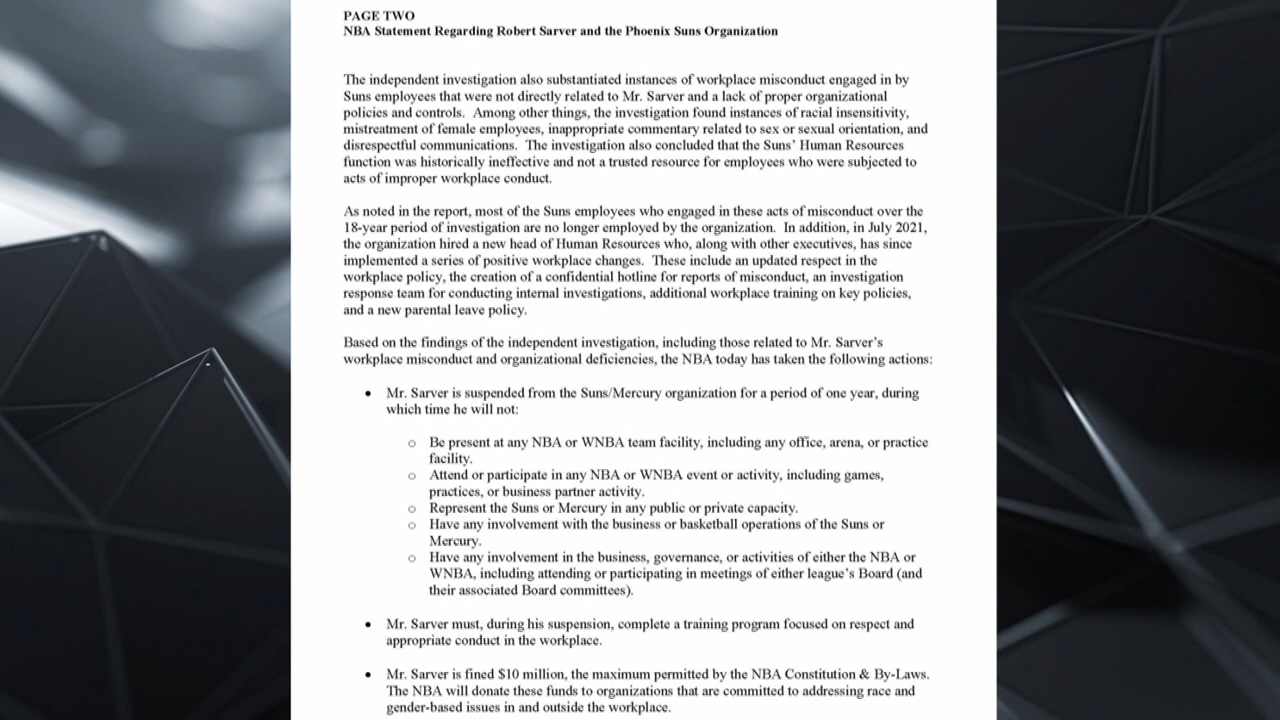 PAGE TWO
NBA Statement Regarding Robert Sarver and the Phoenix Suns Organization
The independent investigation also substantiated instances of workplace misconduct engaged in by
Suns employees that were not directly related to Mr. Sarver and a lack of proper organizational
policies and controls.  Among other things, the investigation found instances of racial insensitivity,
mistreatment of female employees, inappropriate commentary related to sex or sexual orientation, and
disrespectful communications.  The investigation also concluded that the Suns’ Human Resources
function was historically ineffective and not a trusted resource for employees who were subjected to
acts of improper workplace conduct.
As noted in the report, most of the Suns employees who engaged in these acts of misconduct over the
18-year period of investigation are no longer employed by the organization.  In addition, in July 2021,
the organization hired a new head of Human Resources who, along with other executives, has since
implemented a series of positive workplace changes.  These include an updated respect in the
workplace policy, the creation of a confidential hotline for reports of misconduct, an investigation
response team for conducting internal investigations, additional workplace training on key policies,
and a new parental leave policy.
Based on the findings of the independent investigation, including those related to Mr. Sarver’s
workplace misconduct and organizational deficiencies, the NBA today has taken the following actions:
• Mr. Sarver is suspended from the Suns/Mercury organization for a period of one year, during
which time he will not:
o Be present at any NBA or WNBA team facility, including any office, arena, or practice
facility.
o Attend or participate in any NBA or WNBA event or activity, including games,
practices, or business partner activity.
o Represent the Suns or Mercury in any public or private capacity.
o Have any involvement with the business or basketball operations of the Suns or
Mercury.
o Have any involvement in the business, governance, or activities of either the NBA or
WNBA, including attending or participating in meetings of either league’s Board (and
their associated Board committees).
• Mr. Sarver must, during his suspension, complete a training program focused on respect and
appropriate conduct in the workplace.
• Mr. Sarver is fined $10 million, the maximum permitted by the NBA Constitution & By-Laws.
The NBA will donate these funds to organizations that are committed to addressing race and
gender-based issues in and outside the workplace.